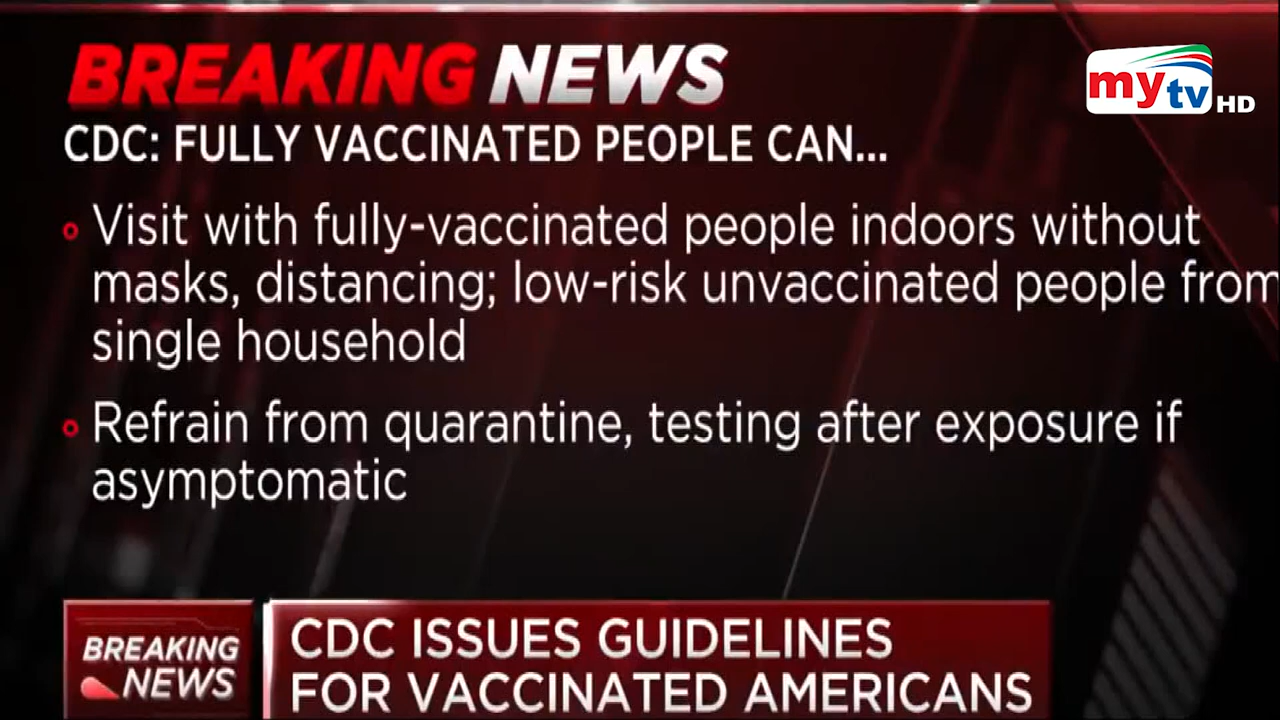 BREAKING NEWS
mytv HD
CDC: FULLY VACCINATED PEOPLE CAN...
Visit with fully-vaccinated people indoors without
masks, distancing; low-risk unvaccinated people from
single household
Refrain from quarantine, testing after exposure if
asymptomatic
BREAKING
NEWS
CDC ISSUES GUIDELINES
FOR VACCINATED AMERICANS